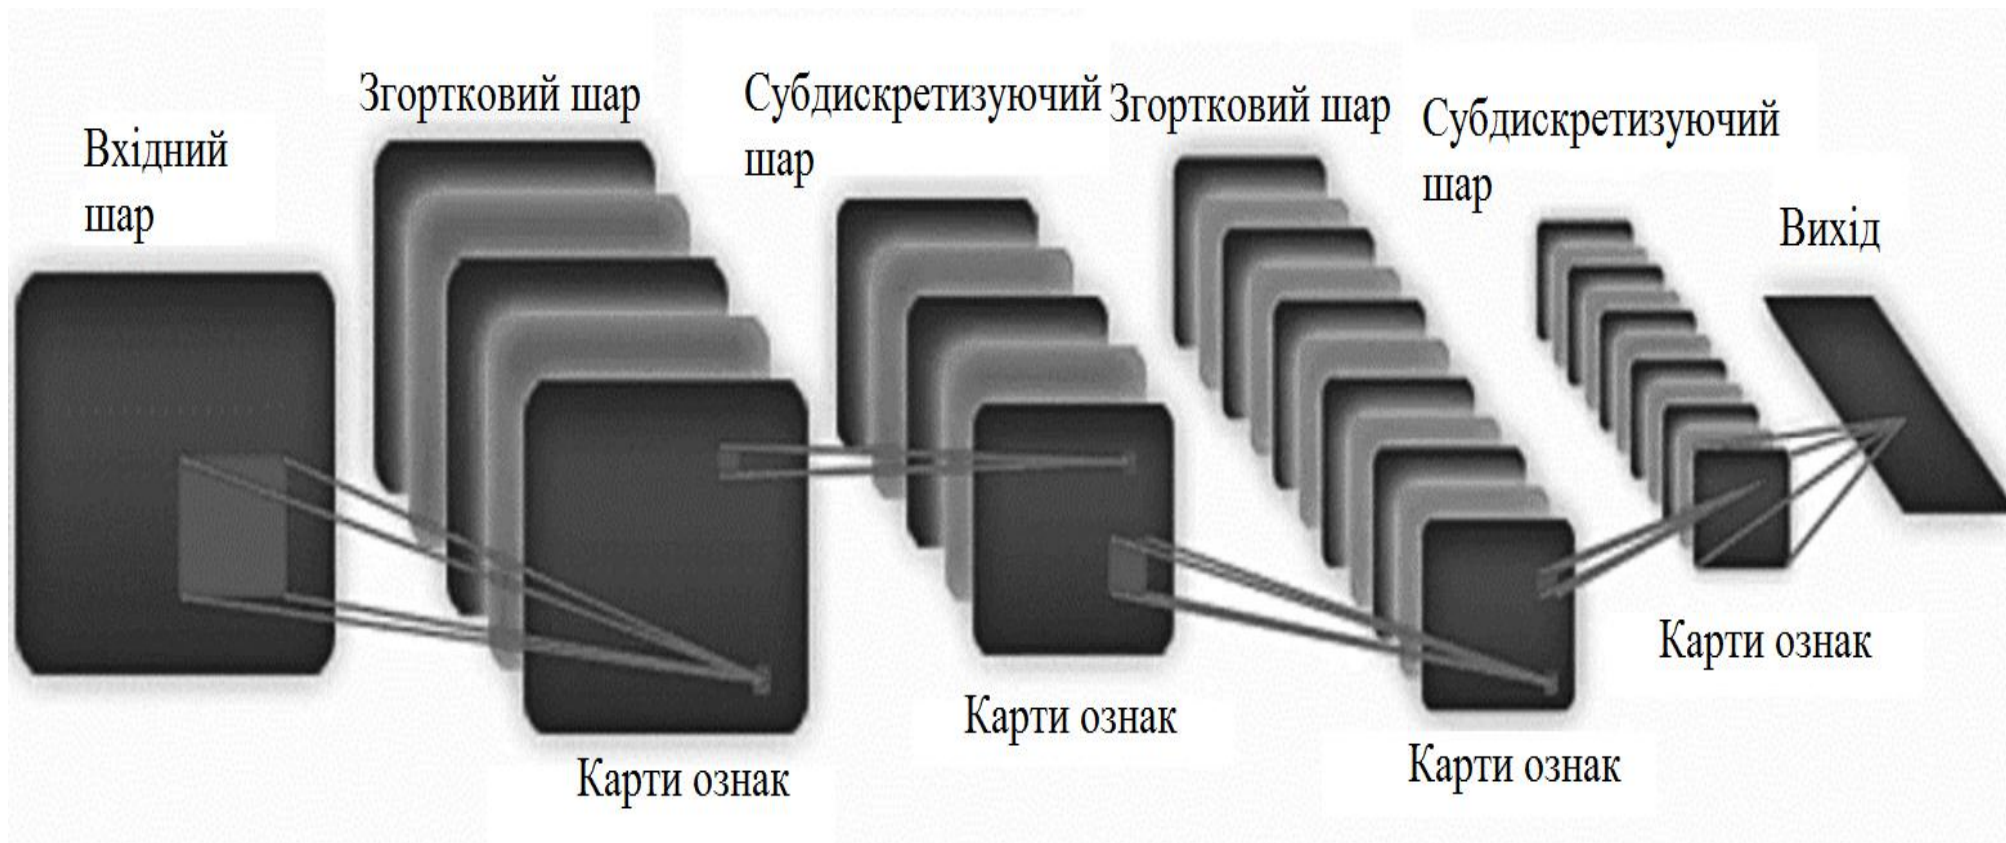 Вхідний
шар
Згортковий шар
Субдискретизуючий
шар
Згортковий шар
Субдискретизуючий
шар
Вихід
Карти ознак
Карти ознак
Карти ознак
Карти ознак